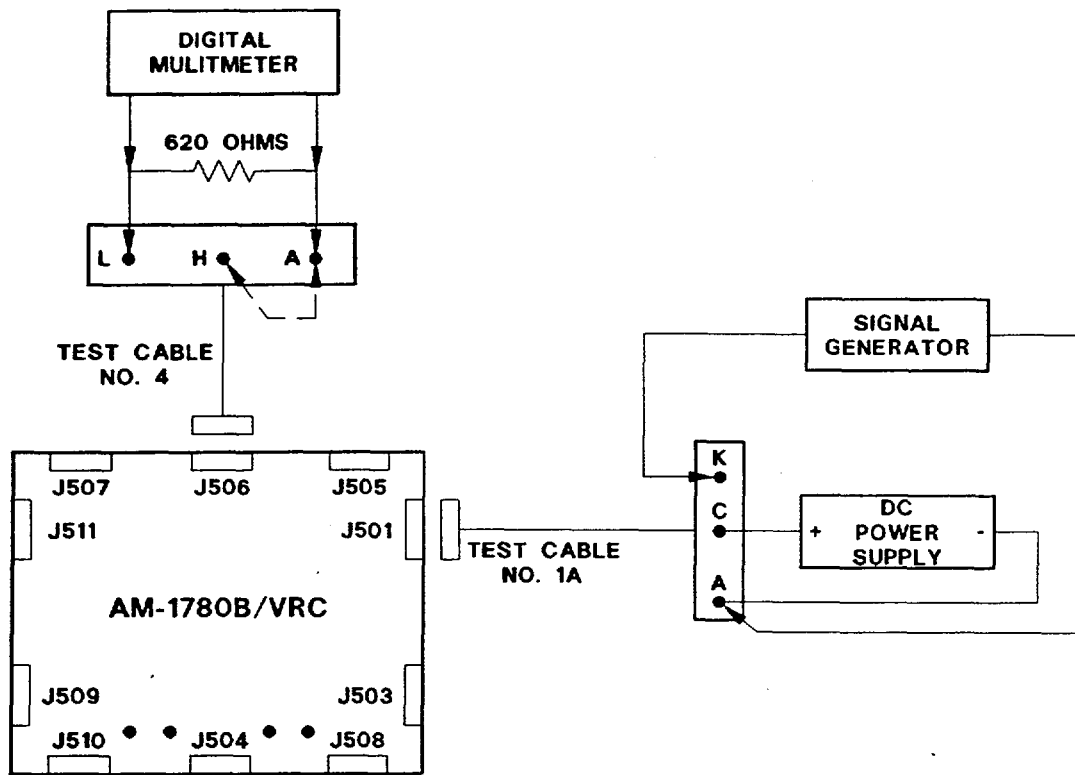 DIGITAL
MULITMETER
620 OHMS
L H A
TEST CABLE
NO. 4
SIGNAL
GENERATOR
K
C
A
+ DC -
POWER
SUPPLY
TEST CABLE
NO. 1A
J507 J506 J505
J511 J501
AM-1780B/VRC
J509 J503
J510 J504 J508